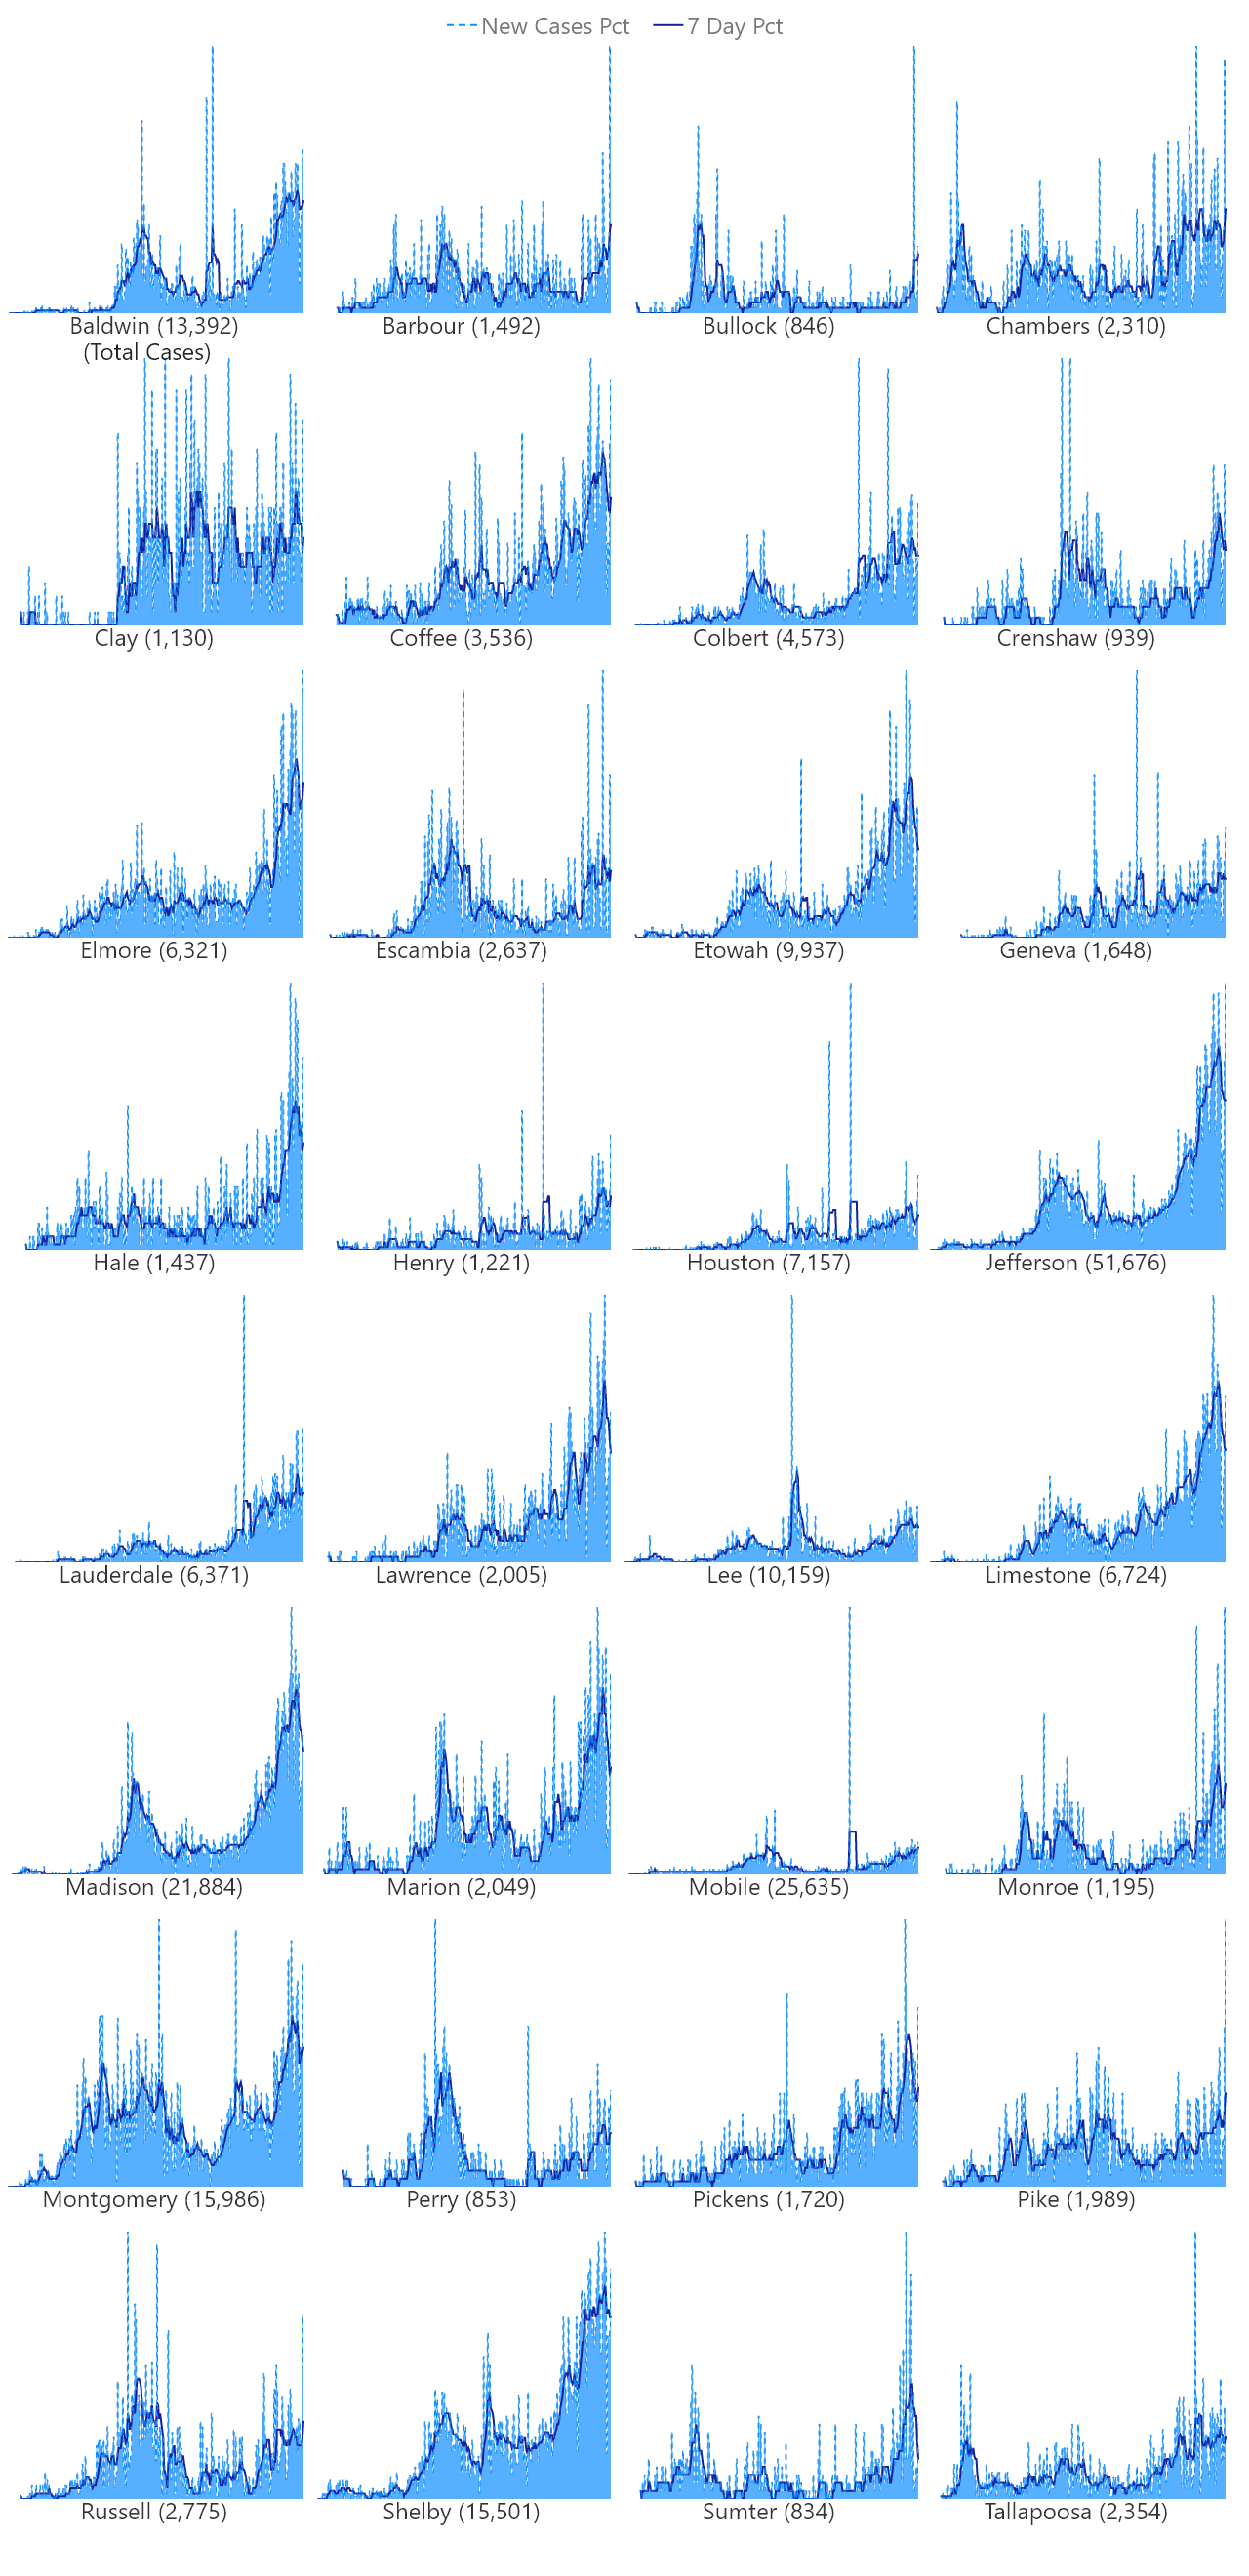 New Cases Pct 7 Day Pct
Baldwin (13,392) Barbour (1,492) Bullock (846) Chambers (2,310)
(Total Cases)
Clay (1,130) Coffee (3,536) Colbert (4,573) Crenshaw (939)
Elmore (6,321) Escambia (2,637) Etowah (9,937) Geneva (1,648)
Hale (1,437) Henry (1,221) Houston (7,157) Jefferson (51,676)
Lauderdale (6,371) Lawrence (2,005) Lee (10,159) Limestone (6,724)
Madison (21,884) Marion (2,049) Mobile (25,635) Monroe (1,195)
Montgomery (15,986) Perry (853) Pickens (1,720) Pike (1,989)
Russell (2,775) Shelby (15,501) Sumter (834) Tallapoosa (2,354)